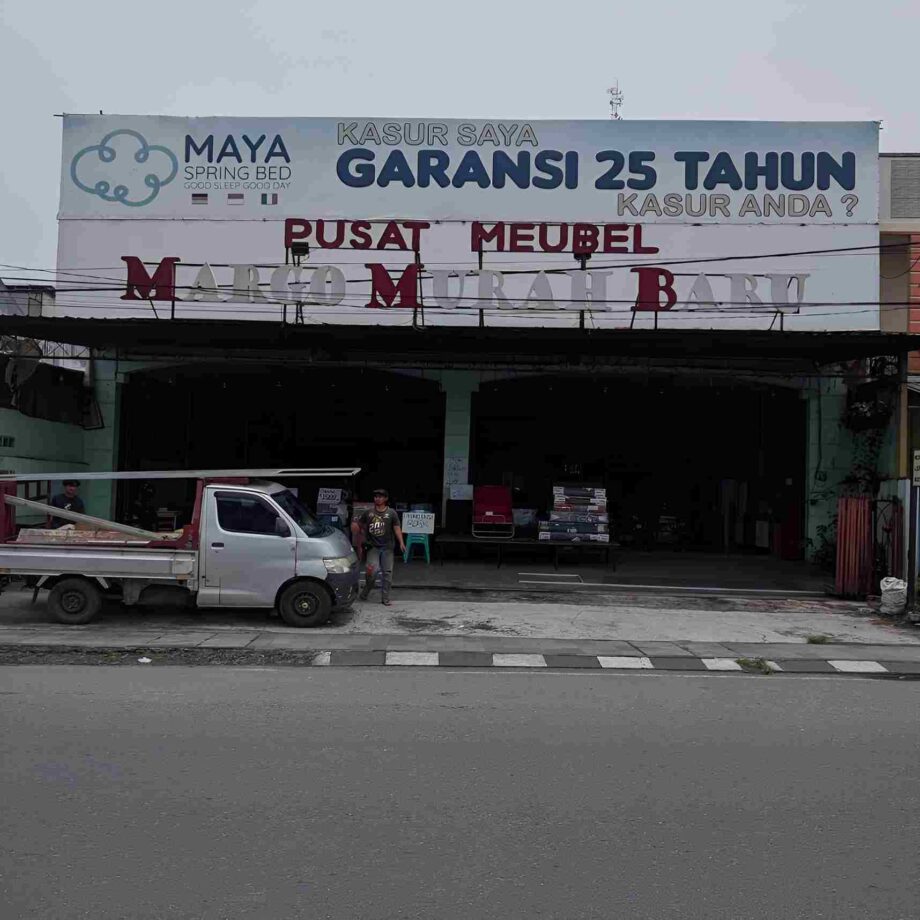 MAYA
SPRING BED
GOOD SLEEP GOOD DAY
KASUR SAYA
GARANSI 25 TAHUN
KASUR ANDA ?
PUSAT MEUBEL
MARGO MURAH BARU